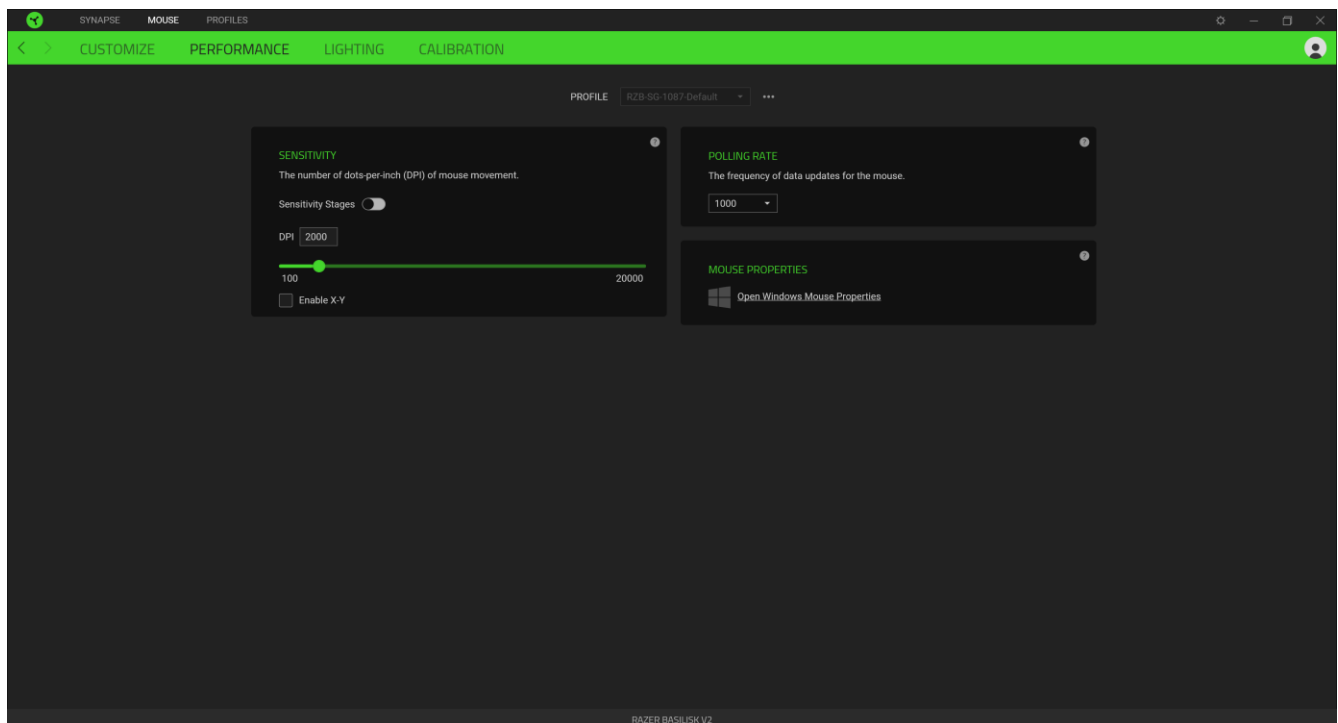 SYNAPSE MOUSE PROFILES
CUSTOMIZE PERFORMANCE LIGHTING CALIBRATION
PROFILE RZB-SG-1087-Default
SENSITIVITY
The number of dots-per-inch (DPI) of mouse movement.
Sensitivity Stages
DPI 2000
100 20000
Enable X-Y
POLLING RATE
The frequency of data updates for the mouse.
1000
MOUSE PROPERTIES
Open Windows Mouse Properties
RAZER BASILISK V2